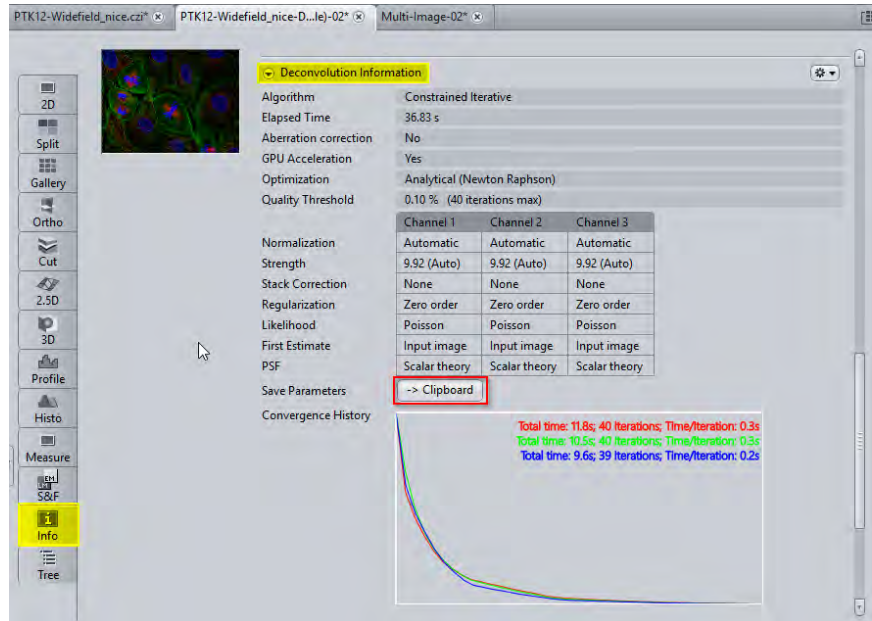 PTK12-Widefield_nice.czi*
PTK12-Widefield_nice-D...le)-02*
Multi-Image-02*
2D
Split
Gallery
Ortho
Cut
2.5D
3D
Profile
Histo
Measure
EM
LM
S&F
i
Info
Tree
Deconvolution Information
Algorithm Constrained Iterative
Elapsed Time 36.83 s
Aberration correction No
GPU Acceleration Yes
Optimization Analytical (Newton Raphson)
Quality Threshold 0.10 % (40 iterations max)
Channel 1 Channel 2 Channel 3
Normalization Automatic Automatic Automatic
Strength 9.92 (Auto) 9.92 (Auto) 9.92 (Auto)
Stack Correction None None None
Regularization Zero order Zero order Zero order
Likelihood Poisson Poisson Poisson
First Estimate Input image Input image Input image
PSF Scalar theory Scalar theory Scalar theory
Save Parameters -> Clipboard
Convergence History
Total time: 11.8s; 40 Iterations; Time/Iteration: 0.3s
Total time: 10.5s; 40 Iterations; Time/Iteration: 0.3s
Total time: 9.6s; 39 Iterations; Time/Iteration: 0.2s